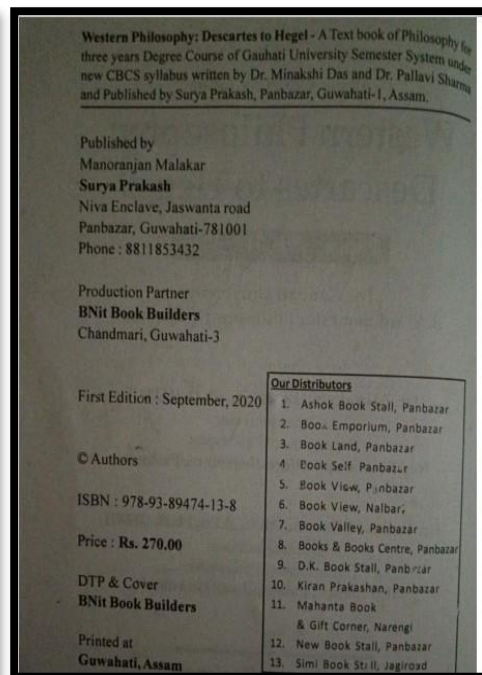 Western Philosophy: Descartes to Hegel - A Text book of Philosophy for
three years Degree Course of Gauhati University Semester System under
new CBCS syllabus written by Dr. Minakshi Das and Dr. Pallavi Sharma
and Published by Surya Prakash, Panbazar, Guwahati-1, Assam.
Published by
Manoranjan Malakar
Surya Prakash
Niva Enclave, Jaswanta road
Panbazar, Guwahati-781001
Phone : 8811853432
Production Partner
BNit Book Builders
Chandmari, Guwahati-3
First Edition : September, 2020
© Authors
ISBN : 978-93-89474-13-8
Price : Rs. 270.00
DTP & Cover
BNit Book Builders
Printed at
Guwahati, Assam
Our Distributors
1. Ashok Book Stall, Panbazar
2. Book Emporium, Panbazar
3. Book Land, Panbazar
4 Book Self Panbazar
5. Book View, Panbazar
6. Book View, Nalbari
7. Book Valley, Panbazar
8. Books & Books Centre, Panbazar
9. D.K. Book Stall, Panbazar
10. Kiran Prakashan, Panbazar
11. Mahanta Book
& Gift Corner, Narengi
12. New Book Stall, Panbazar
13. Simi Book Stall, Jagiroad